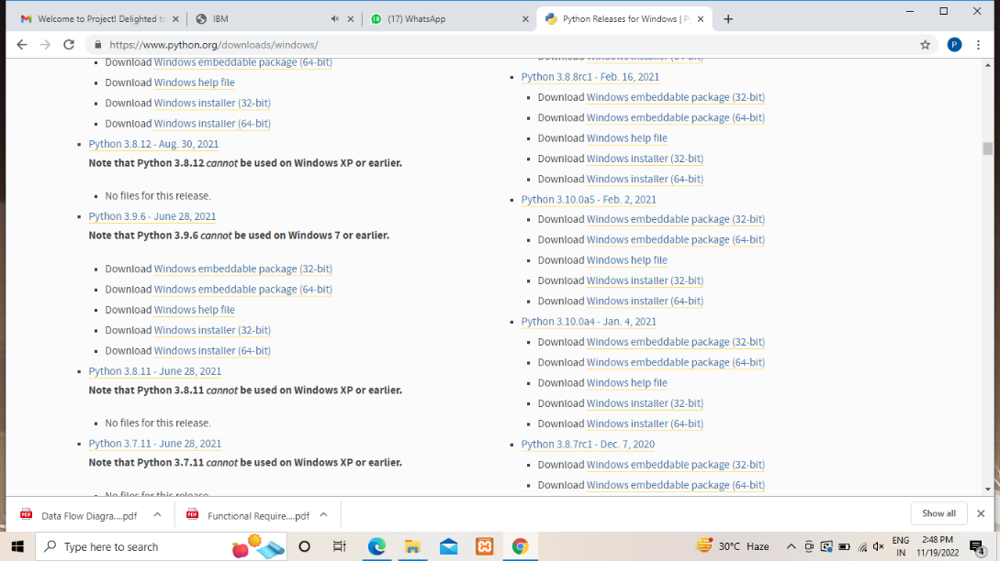 Welcome to Project! Delighted to
IBM
(17) WhatsApp
Python Releases for Windows | Py
https://www.python.org/downloads/windows/
Download Windows embeddable package (64-bit)
Download Windows help file
Download Windows installer (32-bit)
Download Windows installer (64-bit)
Python 3.8.12 - Aug. 30, 2021
Note that Python 3.8.12 cannot be used on Windows XP or earlier.
No files for this release.
Python 3.9.6 - June 28, 2021
Note that Python 3.9.6 cannot be used on Windows 7 or earlier.
Download Windows embeddable package (32-bit)
Download Windows embeddable package (64-bit)
Download Windows help file
Download Windows installer (32-bit)
Download Windows installer (64-bit)
Python 3.8.11 - June 28, 2021
Note that Python 3.8.11 cannot be used on Windows XP or earlier.
No files for this release.
Python 3.7.11 - June 28, 2021
Note that Python 3.7.11 cannot be used on Windows XP or earlier.
No files for this release.
Download Windows installer (64-bit)
Python 3.8.8rc1 - Feb. 16, 2021
Download Windows embeddable package (32-bit)
Download Windows embeddable package (64-bit)
Download Windows help file
Download Windows installer (32-bit)
Download Windows installer (64-bit)
Python 3.10.0a5 - Feb. 2, 2021
Download Windows embeddable package (32-bit)
Download Windows embeddable package (64-bit)
Download Windows help file
Download Windows installer (32-bit)
Download Windows installer (64-bit)
Python 3.10.0a4 - Jan. 4, 2021
Download Windows embeddable package (32-bit)
Download Windows embeddable package (64-bit)
Download Windows help file
Download Windows installer (32-bit)
Download Windows installer (64-bit)
Python 3.8.7rc1 - Dec. 7, 2020
Download Windows embeddable package (32-bit)
Download Windows embeddable package (64-bit)
Data Flow Diagra....pdf
Functional Require....pdf
Show all
Type here to search
30°C Haze
ENG
IN
2:48 PM
11/19/2022
4